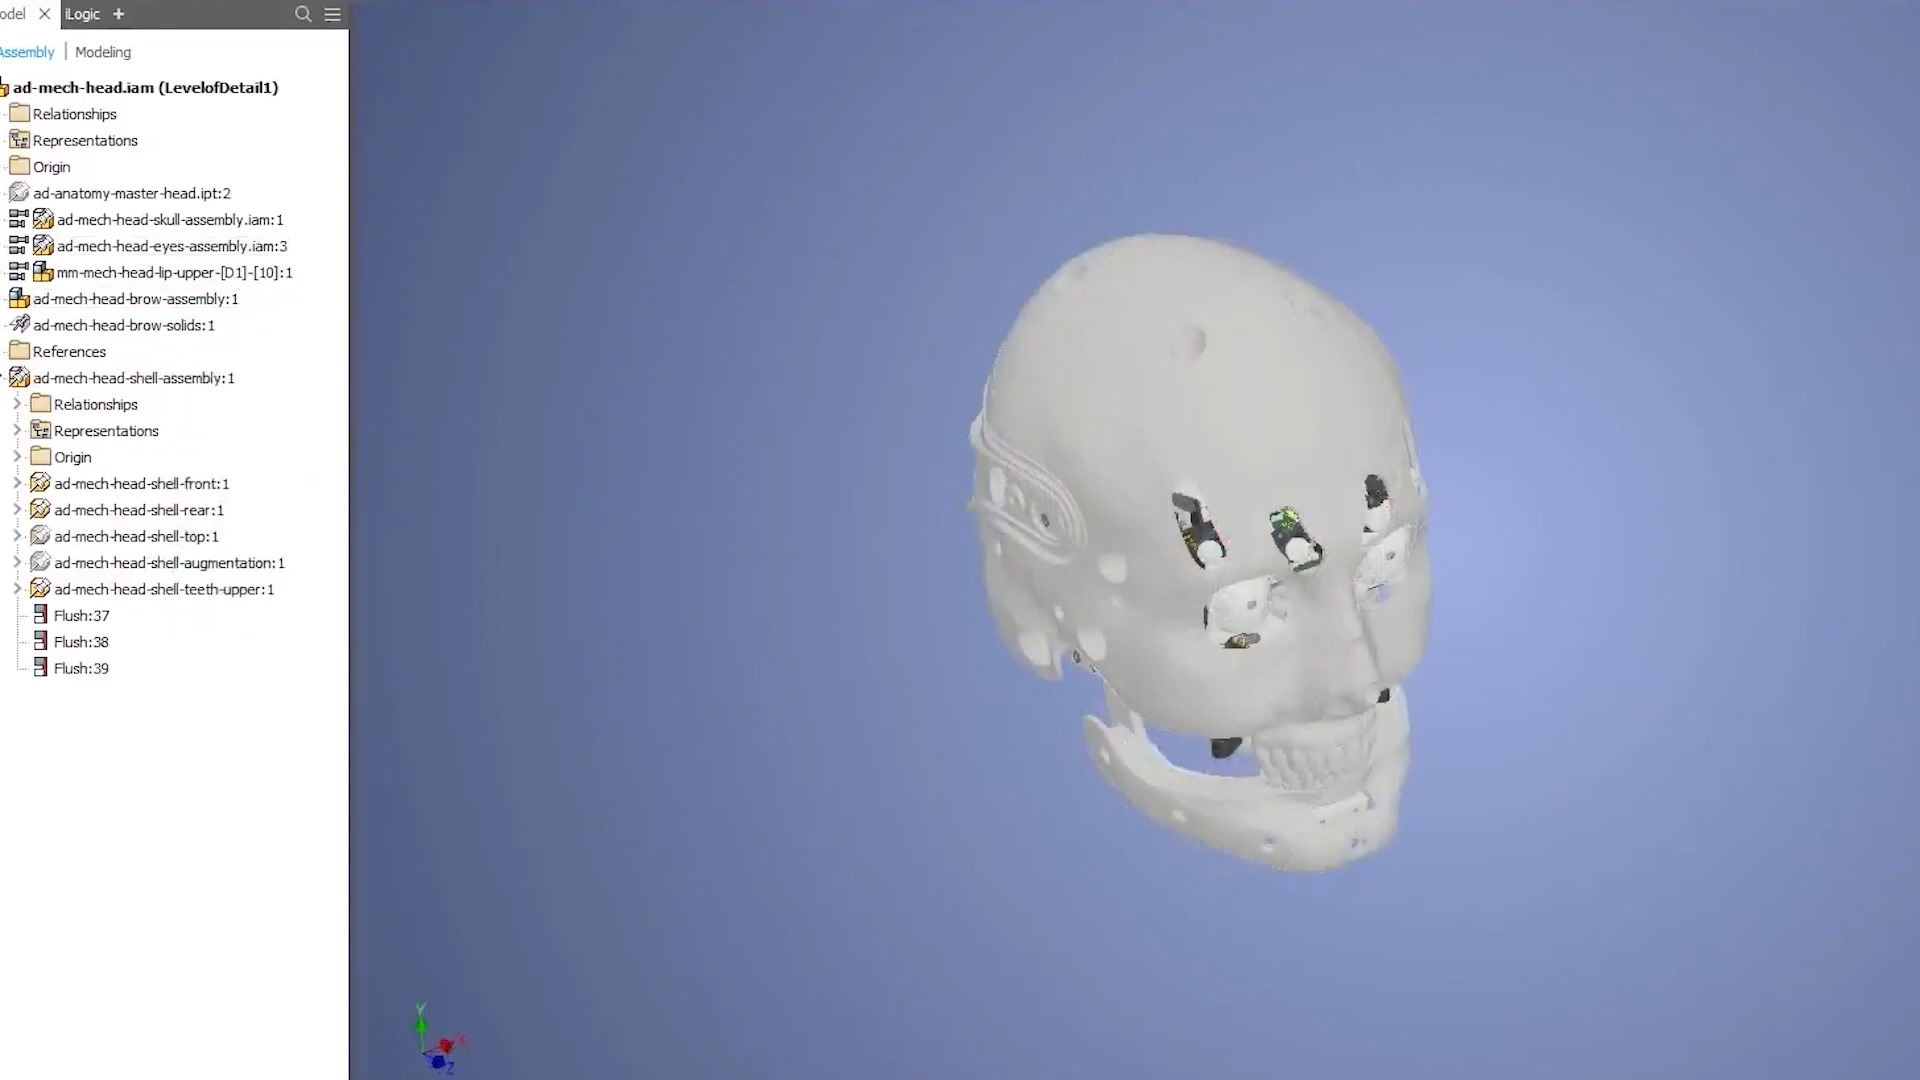 odel
iLogic
Assembly | Modeling
ad-mech-head.iam (LevelofDetail1)
Relationships
Representations
Origin
ad-anatomy-master-head.ipt:2
ad-mech-head-skull-assembly.iam:1
ad-mech-head-eyes-assembly.iam:3
mm-mech-head-lip-upper-[D1]-[10]:1
ad-mech-head-brow-assembly:1
ad-mech-head-brow-solids:1
References
ad-mech-head-shell-assembly:1
Relationships
Representations
Origin
ad-mech-head-shell-front:1
ad-mech-head-shell-rear:1
ad-mech-head-shell-top:1
ad-mech-head-shell-augmentation:1
ad-mech-head-shell-teeth-upper:1
Flush:37
Flush:38
Flush:39
Y
X
Z